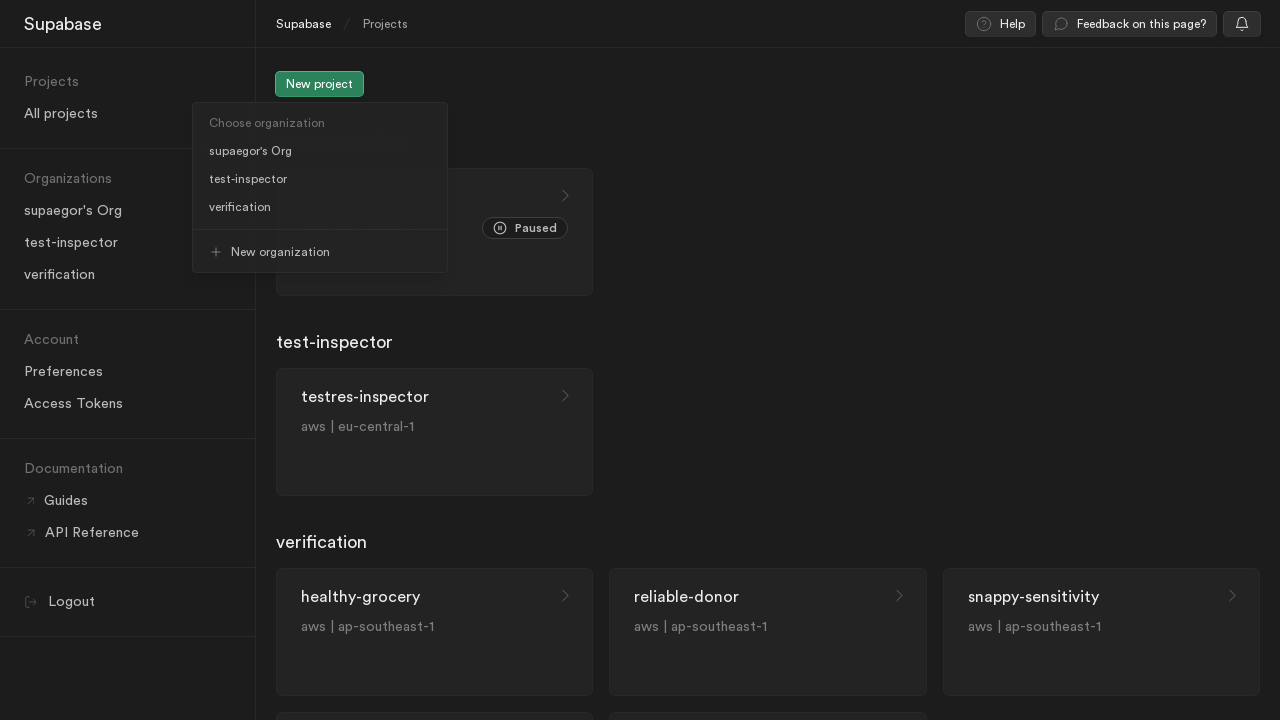 Supabase
Supabase / Projects
Help
Feedback on this page?
Projects
All projects
Organizations
supaegor's Org
test-inspector
verification
Account
Preferences
Access Tokens
Documentation
Guides
API Reference
Logout
New project
Choose organization
supaegor's Org
test-inspector
verification
New organization
Paused
test-inspector
testres-inspector
aws | eu-central-1
verification
healthy-grocery
aws | ap-southeast-1
reliable-donor
aws | ap-southeast-1
snappy-sensitivity
aws | ap-southeast-1